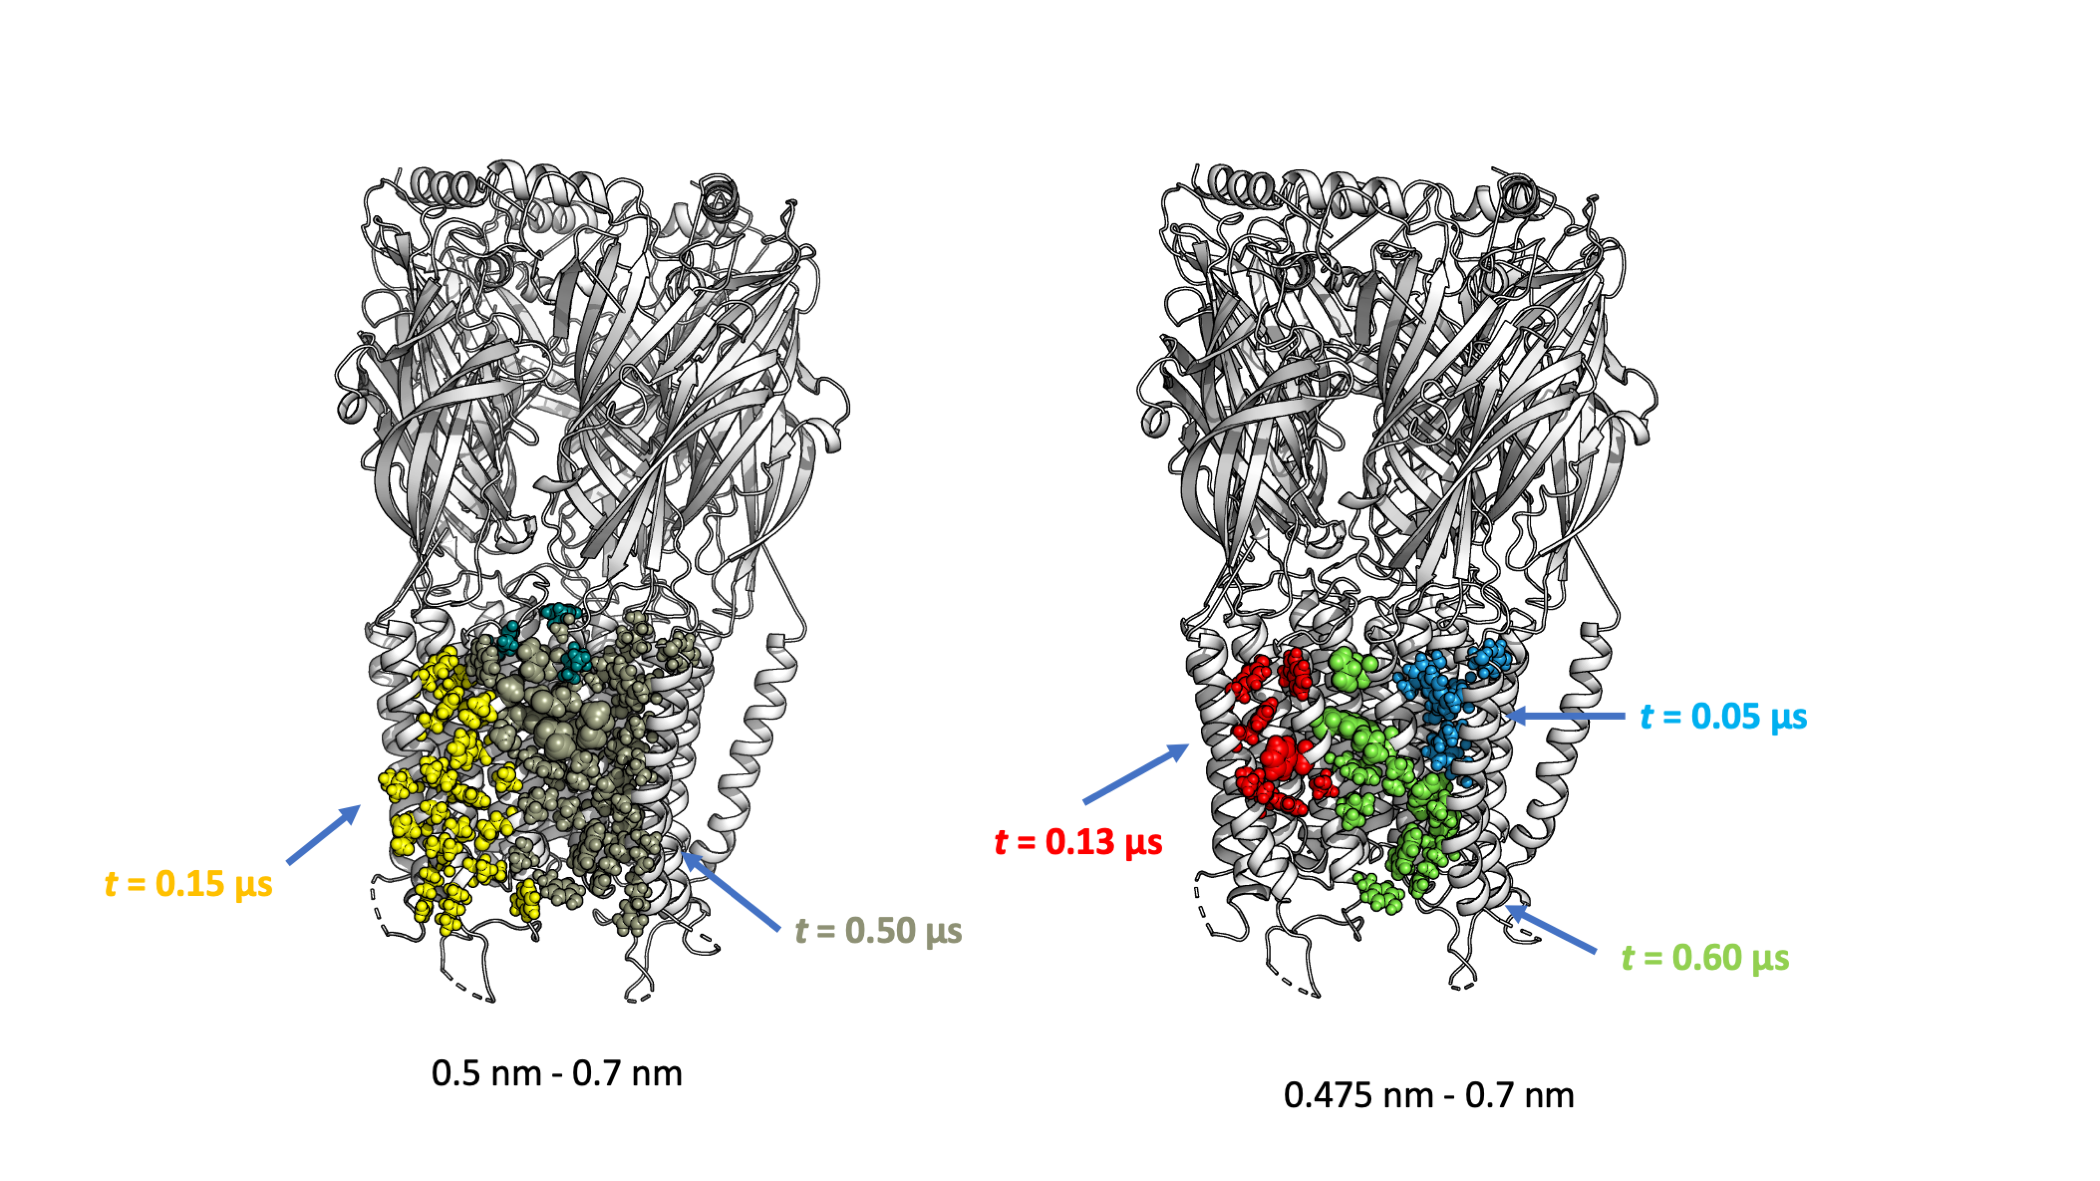 t = 0.05 µs
t = 0.13 µs
t = 0.15 µs
t = 0.50 µs
t = 0.60 µs
0.5 nm - 0.7 nm
0.475 nm - 0.7 nm